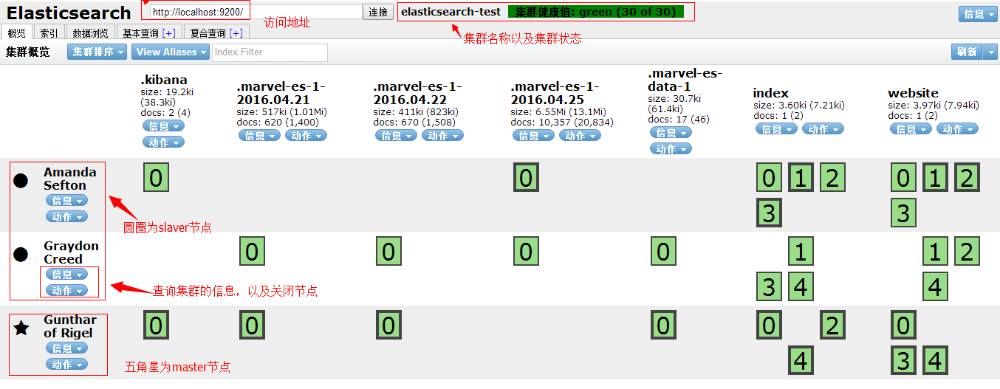 Elasticsearch
http://localhost:9200/
连接
elasticsearch-test 集群健康值: green (30 of 30)
信息
访问地址
集群名称以及集群状态
概览 索引 数据浏览 基本查询 [+] 复合查询 [+]
集群概览 集群排序 View Aliases Index Filter 刷新
.kibana
size: 19.2ki
(38.3ki)
docs: 2 (4)
信息
动作
.marvel-es-1-
2016.04.21
size: 517ki (1.01Mi)
docs: 620 (1,400)
信息 动作
.marvel-es-1-
2016.04.22
size: 411ki (823ki)
docs: 670 (1,508)
信息 动作
.marvel-es-1-
2016.04.25
size: 6.55Mi (13.1Mi)
docs: 10,357 (20,834)
信息 动作
.marvel-es-
data-1
size: 30.7ki
(61.4ki)
docs: 17 (46)
信息
动作
index
size: 3.60ki (7.21ki)
docs: 1 (2)
信息 动作
website
size: 3.97ki (7.94ki)
docs: 1 (2)
信息 动作
Amanda
Sefton
信息
动作
0 0 0 1 2 0 1 2
3 3
圆圈为slaver节点
Graydon
Creed
信息
动作
0 0 0 0 1 1 2
3 4 4
查询集群的信息，以及关闭节点
Gunthar
of Rigel
信息
动作
0 0 0 0 0 2 0
4 3 4
五角星为master节点